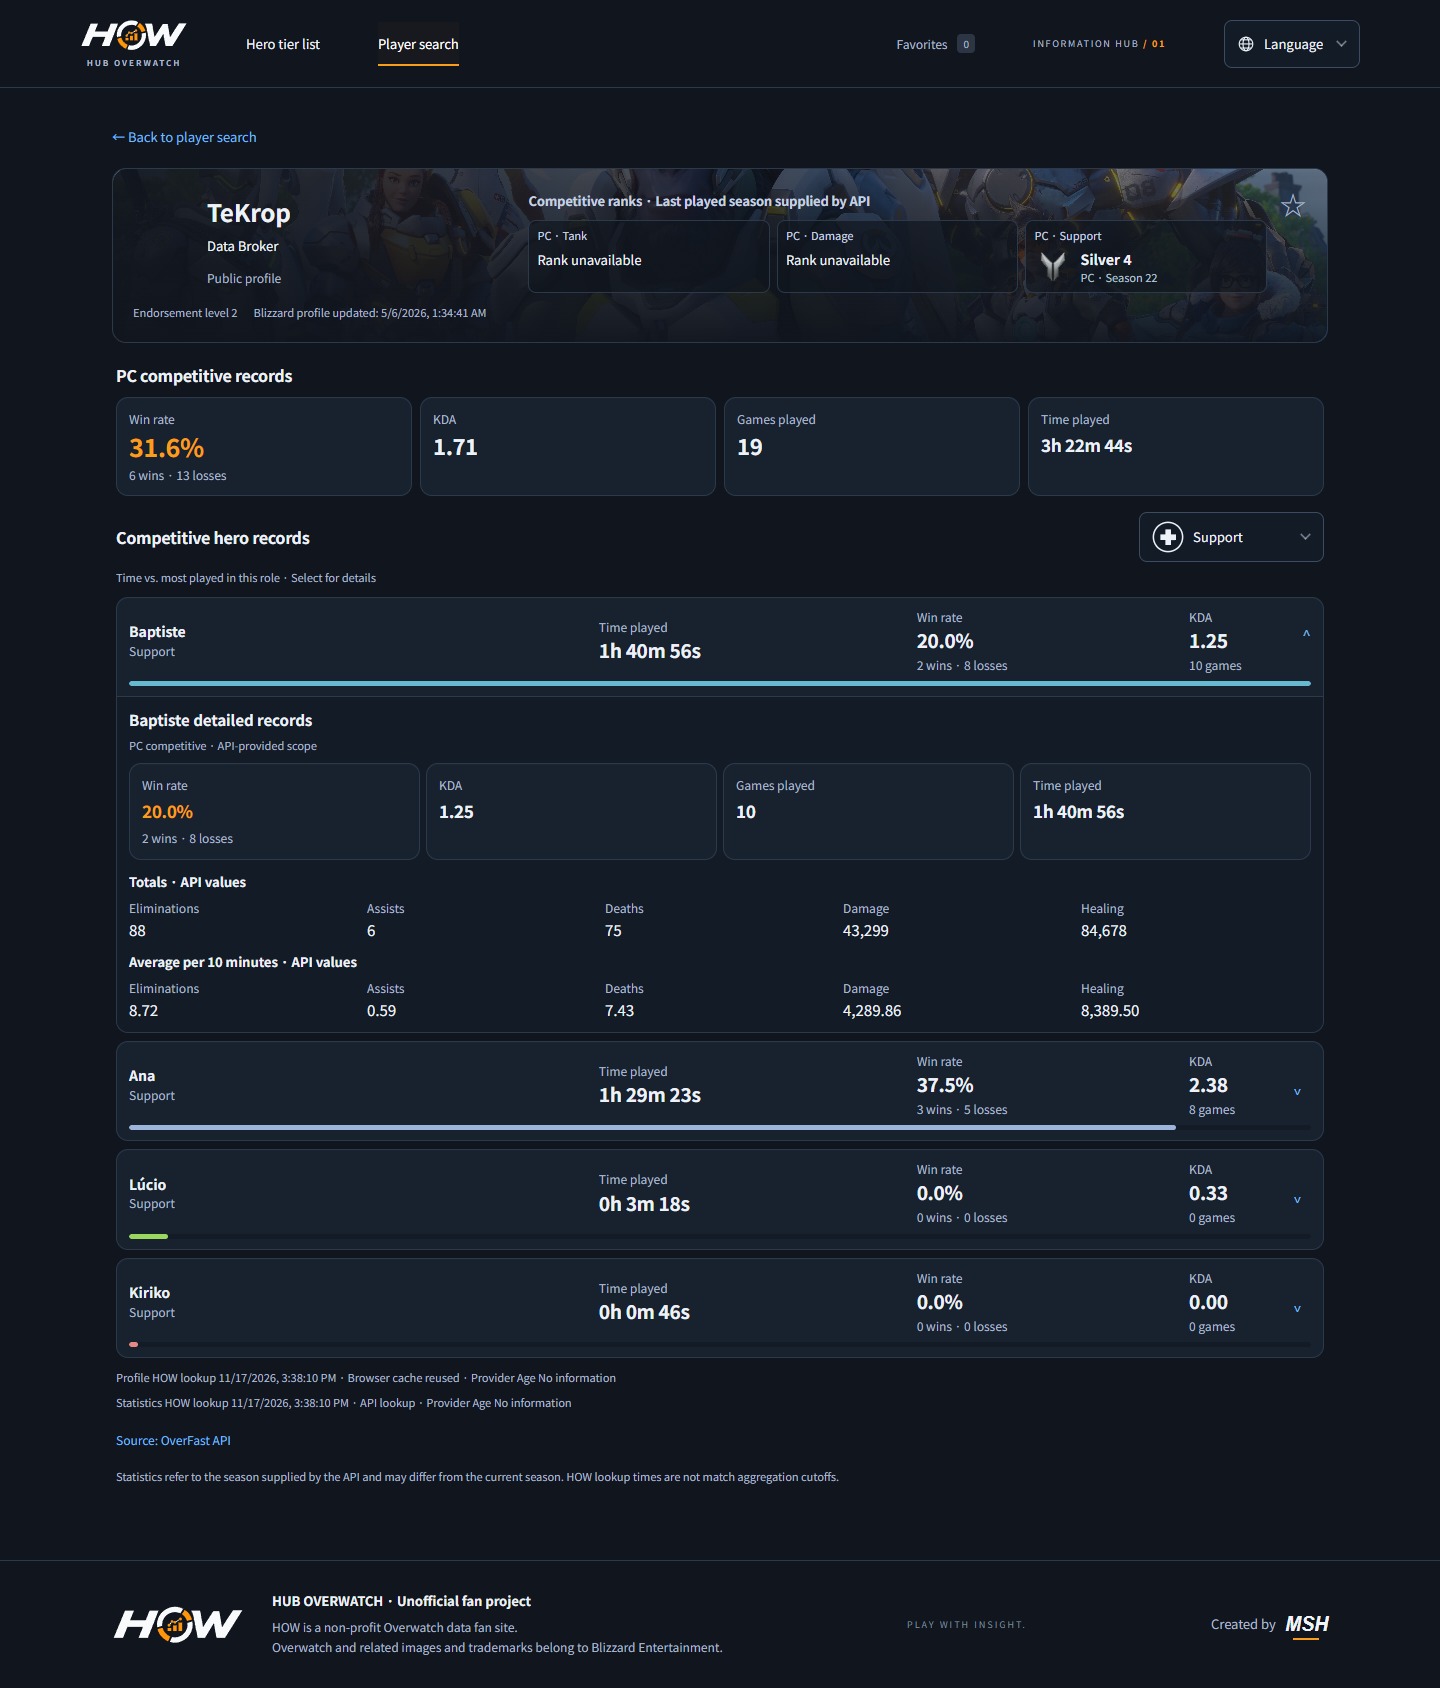 HOW
HUB OVERWATCH
Hero tier list
Player search
Favorites 0
INFORMATION HUB / 01
Language
← Back to player search
TeKrop
Data Broker
Public profile
Endorsement level 2 Blizzard profile updated: 5/6/2026, 1:34:41 AM
Competitive ranks · Last played season supplied by API
PC · Tank
Rank unavailable
PC · Damage
Rank unavailable
PC · Support
Silver 4
PC · Season 22
PC competitive records
Win rate
31.6%
6 wins · 13 losses
KDA
1.71
Games played
19
Time played
3h 22m 44s
Competitive hero records
Support
Time vs. most played in this role · Select for details
Baptiste
Support
Time played
1h 40m 56s
Win rate
20.0%
2 wins · 8 losses
KDA
1.25
10 games
Baptiste detailed records
PC competitive · API-provided scope
Win rate
20.0%
2 wins · 8 losses
KDA
1.25
Games played
10
Time played
1h 40m 56s
Totals · API values
Eliminations Assists Deaths Damage Healing
88 6 75 43,299 84,678
Average per 10 minutes · API values
Eliminations Assists Deaths Damage Healing
8.72 0.59 7.43 4,289.86 8,389.50
Ana
Support
Time played
1h 29m 23s
Win rate
37.5%
3 wins · 5 losses
KDA
2.38
8 games
Lúcio
Support
Time played
0h 3m 18s
Win rate
0.0%
0 wins · 0 losses
KDA
0.33
0 games
Kiriko
Support
Time played
0h 0m 46s
Win rate
0.0%
0 wins · 0 losses
KDA
0.00
0 games
Profile HOW lookup 11/17/2026, 3:38:10 PM · Browser cache reused · Provider Age No information
Statistics HOW lookup 11/17/2026, 3:38:10 PM · API lookup · Provider Age No information
Source: OverFast API
Statistics refer to the season supplied by the API and may differ from the current season. HOW lookup times are not match aggregation cutoffs.
HOW
HUB OVERWATCH · Unofficial fan project
HOW is a non-profit Overwatch data fan site.
Overwatch and related images and trademarks belong to Blizzard Entertainment.
PLAY WITH INSIGHT.
Created by MSH